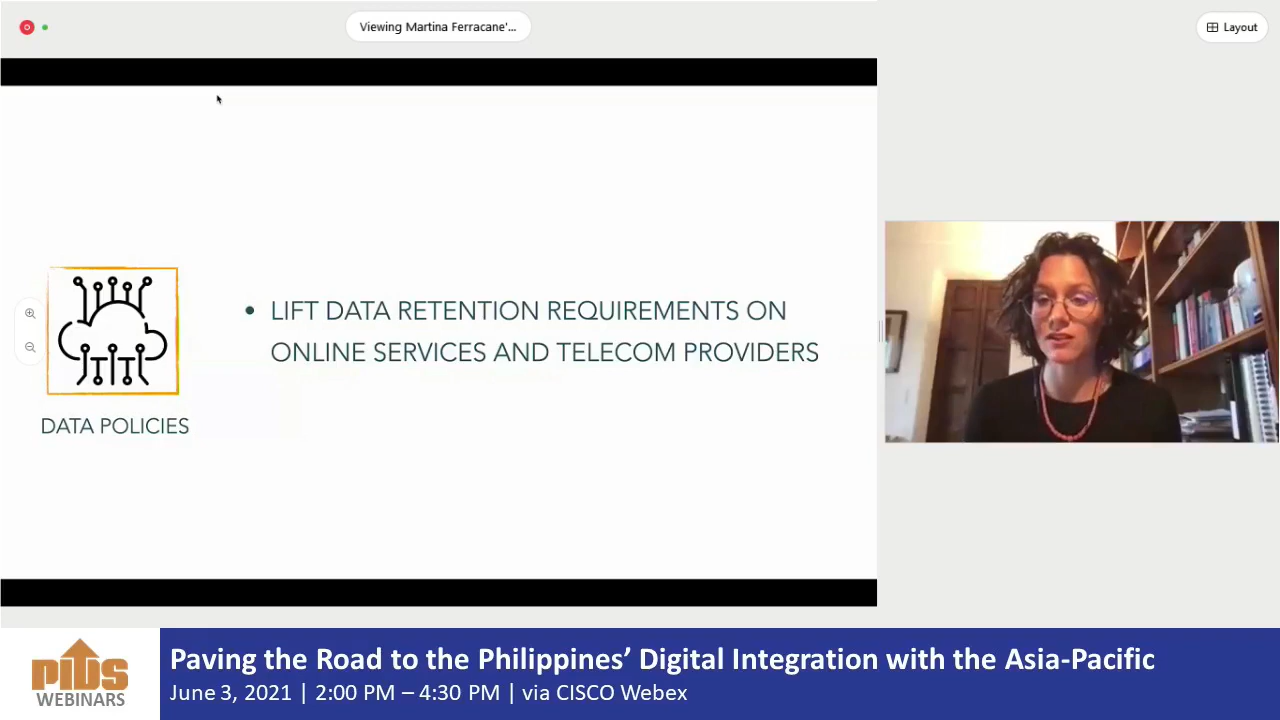 Viewing Martina Ferracane'...
Layout
• LIFT DATA RETENTION REQUIREMENTS ON
ONLINE SERVICES AND TELECOM PROVIDERS
DATA POLICIES
PIDS
WEBINARS
Paving the Road to the Philippines’ Digital Integration with the Asia-Pacific
June 3, 2021 | 2:00 PM – 4:30 PM | via CISCO Webex